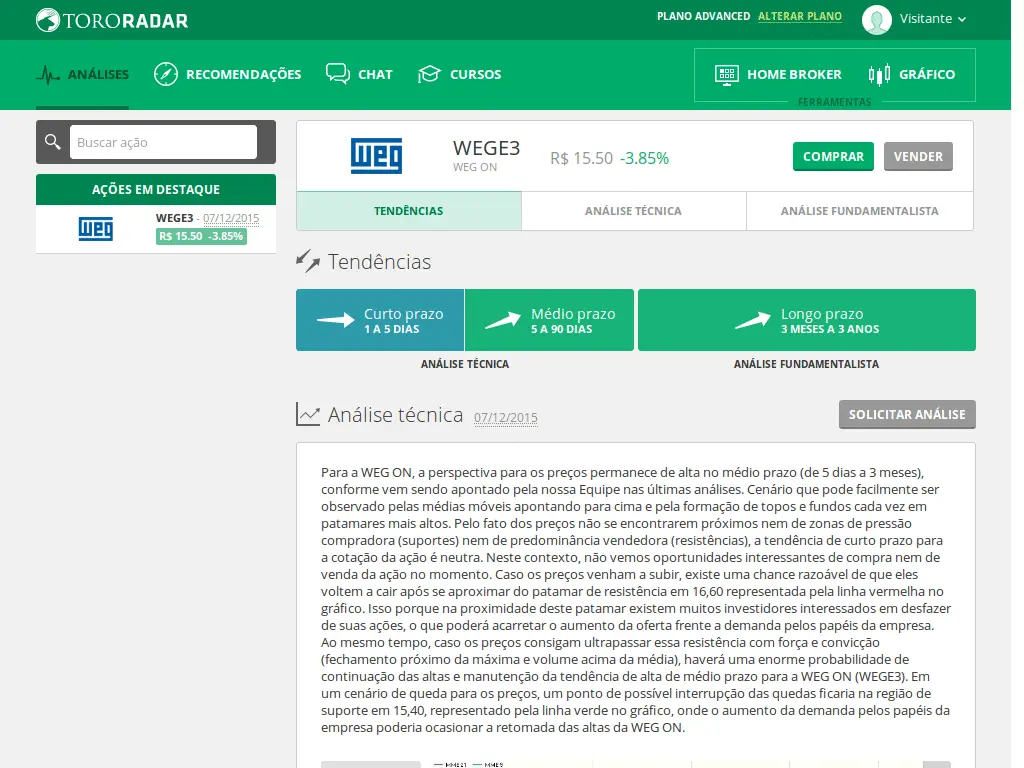 TORORADAR
PLANO ADVANCED ALTERAR PLANO
Visitante
ANÁLISES
RECOMENDAÇÕES
CHAT
CURSOS
HOME BROKER
GRÁFICO
FERRAMENTAS
Buscar ação
AÇÕES EM DESTAQUE
weg
WEGE3 - 07/12/2015
R$ 15.50 -3.85%
weg
WEGE3
WEG ON
R$ 15.50 -3.85%
COMPRAR
VENDER
TENDÊNCIAS
ANÁLISE TÉCNICA
ANÁLISE FUNDAMENTALISTA
Tendências
Curto prazo
1 A 5 DIAS
Médio prazo
5 A 90 DIAS
Longo prazo
3 MESES A 3 ANOS
ANÁLISE TÉCNICA
ANÁLISE FUNDAMENTALISTA
Análise técnica 07/12/2015
SOLICITAR ANÁLISE
Para a WEG ON, a perspectiva para os preços permanece de alta no médio prazo (de 5 dias a 3 meses),
conforme vem sendo apontado pela nossa Equipe nas últimas análises. Cenário que pode facilmente ser
observado pelas médias móveis apontando para cima e pela formação de topos e fundos cada vez em
patamares mais altos. Pelo fato dos preços não se encontrarem próximos nem de zonas de pressão
compradora (suportes) nem de predominância vendedora (resistências), a tendência de curto prazo para
a cotação da ação é neutra. Neste contexto, não vemos oportunidades interessantes de compra nem de
venda da ação no momento. Caso os preços venham a subir, existe uma chance razoável de que eles
voltem a cair após se aproximar do patamar de resistência em 16,60 representada pela linha vermelha no
gráfico. Isso porque na proximidade deste patamar existem muitos investidores interessados em desfazer
de suas ações, o que poderá acarretar o aumento da oferta frente a demanda pelos papéis da empresa.
Ao mesmo tempo, caso os preços consigam ultrapassar essa resistência com força e convicção
(fechamento próximo da máxima e volume acima da média), haverá uma enorme probabilidade de
continuação das altas e manutenção da tendência de alta de médio prazo para a WEG ON (WEGE3). Em
um cenário de queda para os preços, um ponto de possível interrupção das quedas ficaria na região de
suporte em 15,40, representado pela linha verde no gráfico, onde o aumento da demanda pelos papéis da
empresa poderia ocasionar a retomada das altas da WEG ON.
MME21 MME9